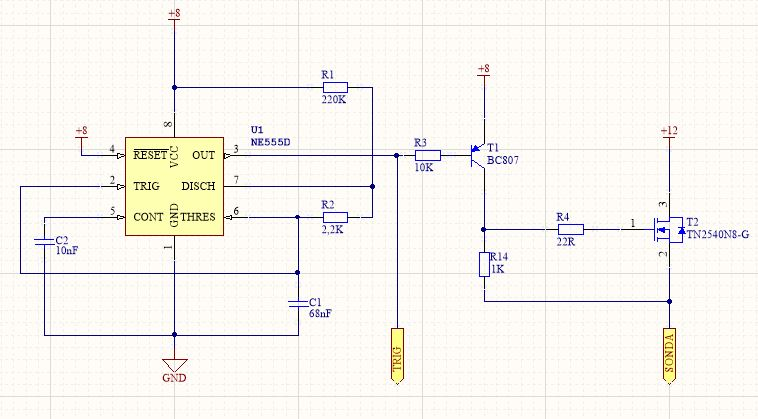 +8
R1
220K
+8
8
U1
NE555D
+8
+12
4
RESET
VCC
OUT
3
R3
10K
T1
BC807
2
TRIG
DISCH
7
3
5
CONT
GND
THRES
6
R2
2,2K
R4
22R
1
T2
TN2540N8-G
C2
10nF
1
R14
1K
2
C1
68nF
TRIG
SONDA
GND